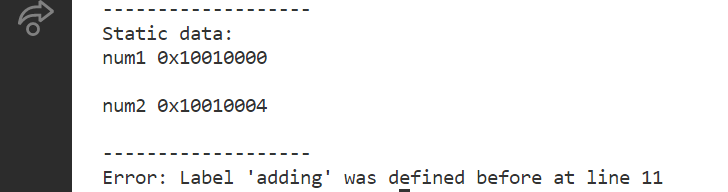 -------------------
Static data:
num1 0x10010000
num2 0x10010004
-------------------
Error: Label 'adding' was defined before at line 11